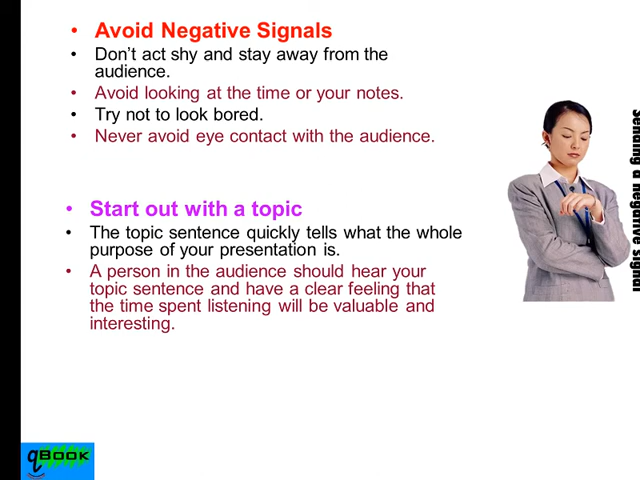 • Avoid Negative Signals
• Don't act shy and stay away from the
audience.
• Avoid looking at the time or your notes.
• Try not to look bored.
• Never avoid eye contact with the audience.
• Start out with a topic
• The topic sentence quickly tells what the whole
purpose of your presentation is.
• A person in the audience should hear your
topic sentence and have a clear feeling that
the time spent listening will be valuable and
interesting.
Sending a negative signal
qBOOK